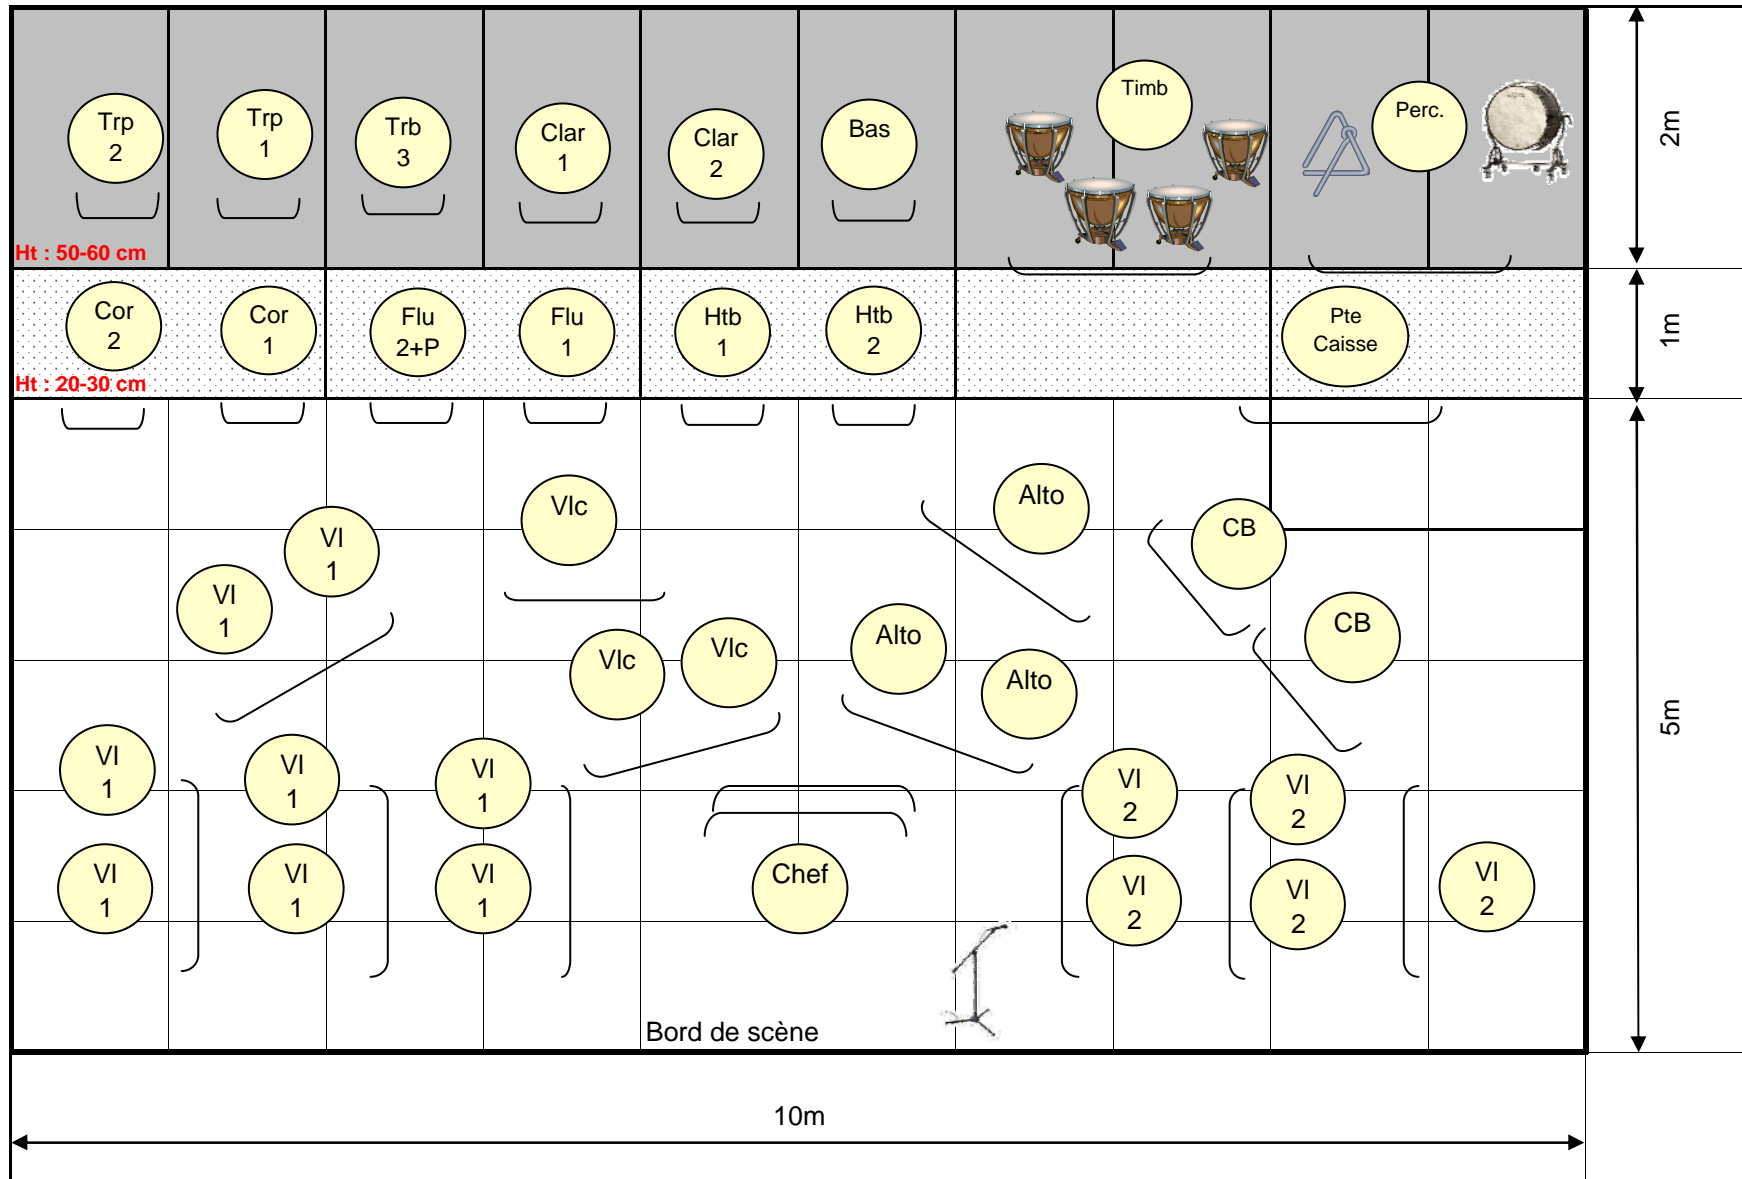 Trp
2
Trp
1
Trb
3
Clar
1
Clar
2
Bas
Timb
Perc.
2m
Ht : 50-60 cm
Cor
2
Cor
1
Flu
2+P
Flu
1
Htb
1
Htb
2
Pte
Caisse
1m
Ht : 20-30 cm
Vlc
Alto
CB
Vl
1
Vl
1
Vlc
Vlc
Alto
Alto
CB
5m
Vl
1
Vl
1
Vl
1
Vl
2
Vl
2
Vl
1
Vl
1
Vl
1
Chef
Vl
2
Vl
2
Vl
2
Bord de scène
10m